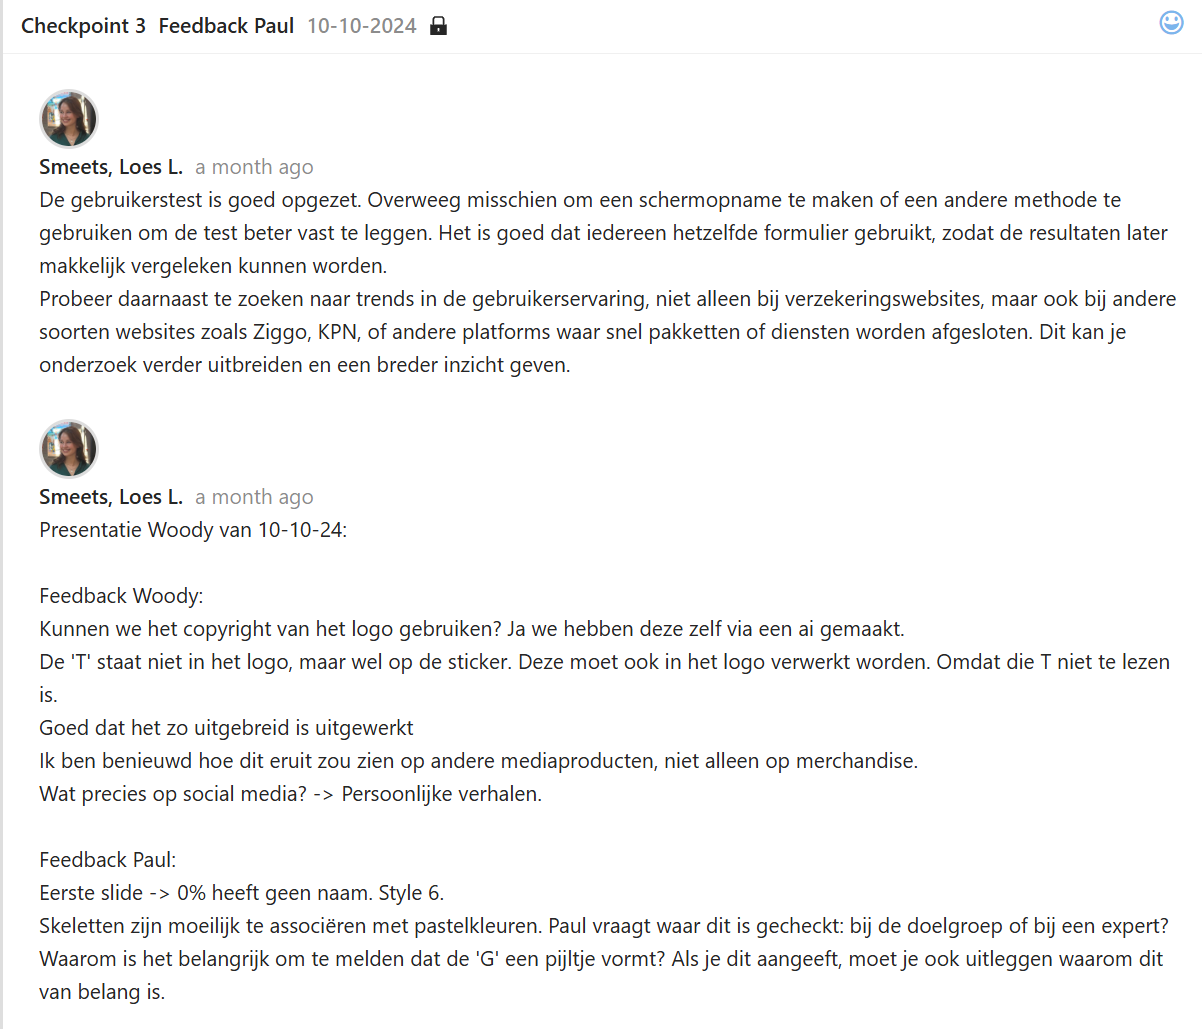 Checkpoint 3 Feedback Paul 10-10-2024
Smeets, Loes L. a month ago
De gebruikerstest is goed opgezet. Overweeg misschien om een schermopname te maken of een andere methode te
gebruiken om de test beter vast te leggen. Het is goed dat iedereen hetzelfde formulier gebruikt, zodat de resultaten later
makkelijk vergeleken kunnen worden.
Probeer daarnaast te zoeken naar trends in de gebruikerservaring, niet alleen bij verzekeringswebsites, maar ook bij andere
soorten websites zoals Ziggo, KPN, of andere platforms waar snel pakketten of diensten worden afgesloten. Dit kan je
onderzoek verder uitbreiden en een breder inzicht geven.
Smeets, Loes L. a month ago
Presentatie Woody van 10-10-24:
Feedback Woody:
Kunnen we het copyright van het logo gebruiken? Ja we hebben deze zelf via een ai gemaakt.
De 'T' staat niet in het logo, maar wel op de sticker. Deze moet ook in het logo verwerkt worden. Omdat die T niet te lezen
is.
Goed dat het zo uitgebreid is uitgewerkt
Ik ben benieuwd hoe dit eruit zou zien op andere mediaproducten, niet alleen op merchandise.
Wat precies op social media? -> Persoonlijke verhalen.
Feedback Paul:
Eerste slide -> 0% heeft geen naam. Style 6.
Skeletten zijn moeilijk te associëren met pastelkleuren. Paul vraagt waar dit is gecheckt: bij de doelgroep of bij een expert?
Waarom is het belangrijk om te melden dat de 'G' een pijltje vormt? Als je dit aangeeft, moet je ook uitleggen waarom dit
van belang is.